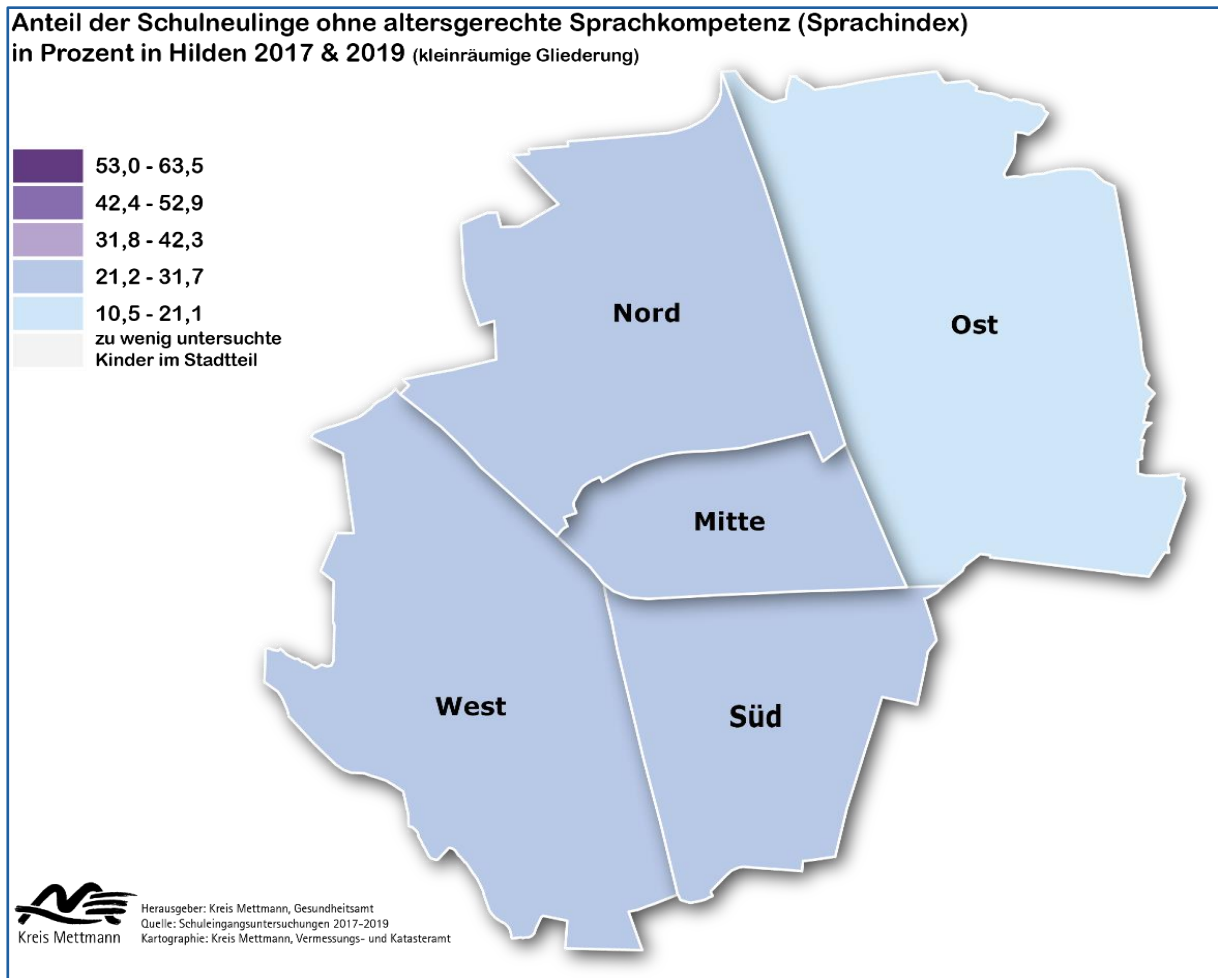 Anteil der Schulneulinge ohne altersgerechte Sprachkompetenz (Sprachindex)
in Prozent in Hilden 2017 & 2019 (kleinräumige Gliederung)
53,0 - 63,5
42,4 - 52,9
31,8 - 42,3
21,2 - 31,7
10,5 - 21,1
zu wenig untersuchte
Kinder im Stadtteil
Nord
Ost
Mitte
West
Süd
Kreis Mettmann
Herausgeber: Kreis Mettmann, Gesundheitsamt
Quelle: Schuleingangsuntersuchungen 2017-2019
Kartographie: Kreis Mettmann, Vermessungs- und Katasteramt